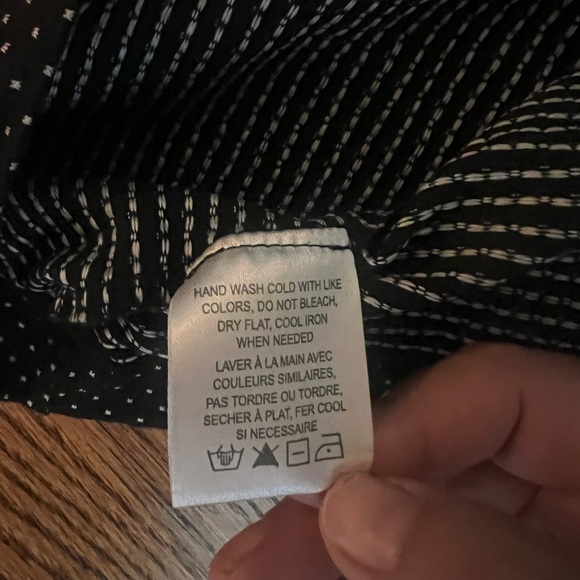 HAND WASH COLD WITH LIKE
COLORS, DO NOT BLEACH,
DRY FLAT, COOL IRON
WHEN NEEDED
LAVER À LA MAIN AVEC
COULEURS SIMILAIRES,
PAS TORDRE OU TORDRE,
SECHER À PLAT, FER COOL
SI NECESSAIRE